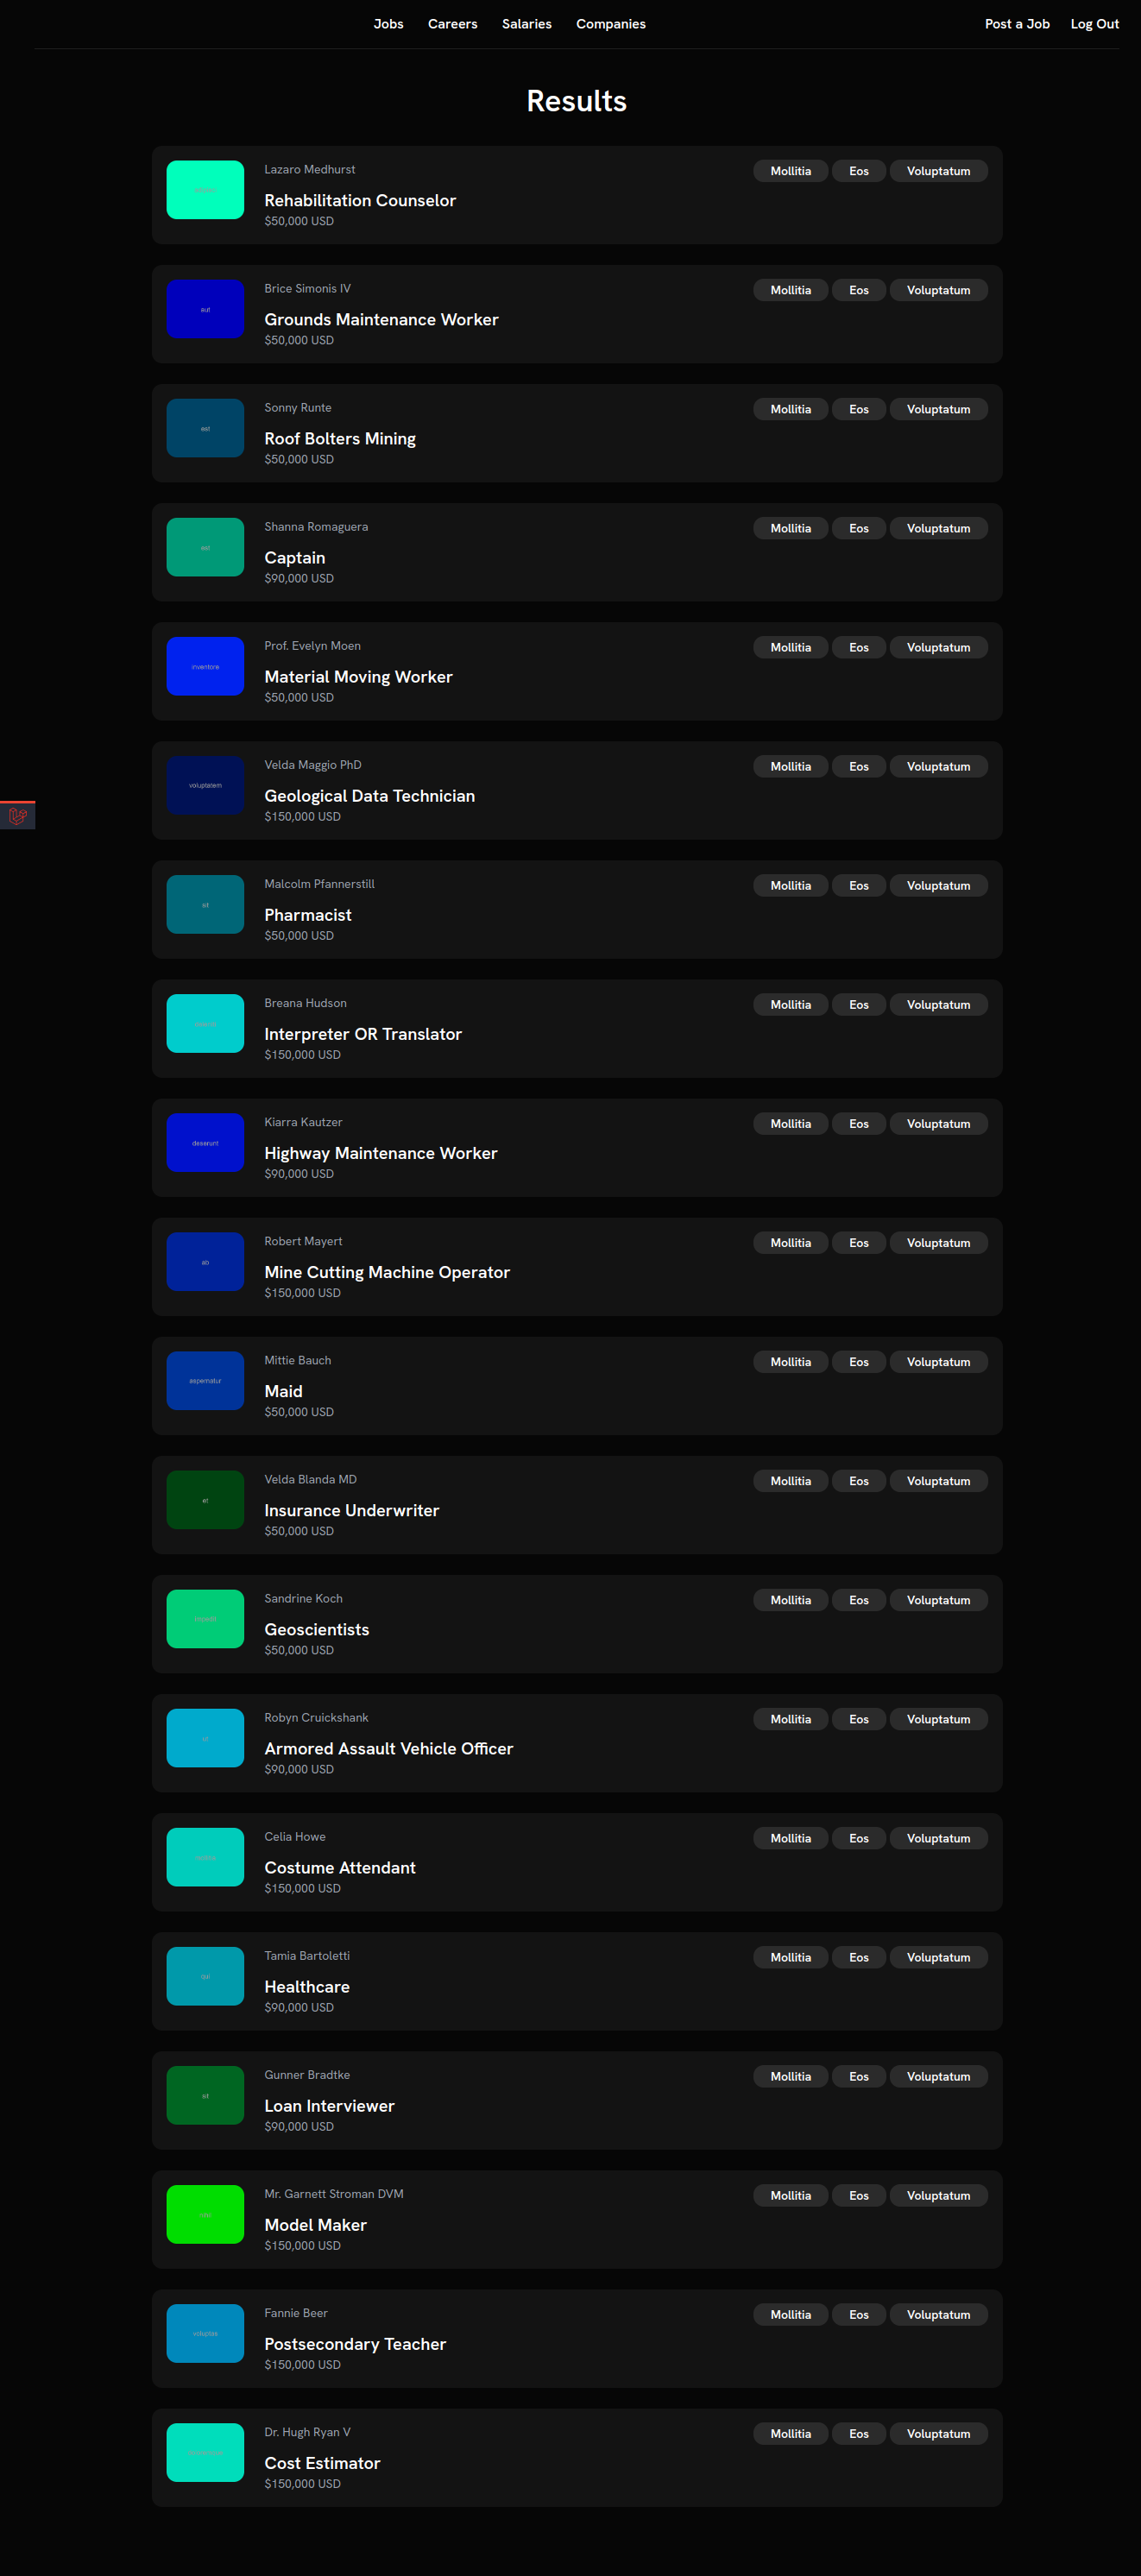 Jobs Careers Salaries Companies Post a Job Log Out
Results
Lazaro Medhurst Mollitia Eos Voluptatum
Rehabilitation Counselor
$50,000 USD
aut Brice Simonis IV Mollitia Eos Voluptatum
Grounds Maintenance Worker
$50,000 USD
est Sonny Runte Mollitia Eos Voluptatum
Roof Bolters Mining
$50,000 USD
Shanna Romaguera Mollitia Eos Voluptatum
Captain
$90,000 USD
inventore Prof. Evelyn Moen Mollitia Eos Voluptatum
Material Moving Worker
$50,000 USD
voluptatem Velda Maggio PhD Mollitia Eos Voluptatum
Geological Data Technician
$150,000 USD
Malcolm Pfannerstill Mollitia Eos Voluptatum
Pharmacist
$50,000 USD
Breana Hudson Mollitia Eos Voluptatum
Interpreter OR Translator
$150,000 USD
deserunt Kiarra Kautzer Mollitia Eos Voluptatum
Highway Maintenance Worker
$90,000 USD
ab Robert Mayert Mollitia Eos Voluptatum
Mine Cutting Machine Operator
$150,000 USD
aspernatur Mittie Bauch Mollitia Eos Voluptatum
Maid
$50,000 USD
et Velda Blanda MD Mollitia Eos Voluptatum
Insurance Underwriter
$50,000 USD
Sandrine Koch Mollitia Eos Voluptatum
Geoscientists
$50,000 USD
Robyn Cruickshank Mollitia Eos Voluptatum
Armored Assault Vehicle Officer
$90,000 USD
Celia Howe Mollitia Eos Voluptatum
Costume Attendant
$150,000 USD
qui Tamia Bartoletti Mollitia Eos Voluptatum
Healthcare
$90,000 USD
Gunner Bradtke Mollitia Eos Voluptatum
Loan Interviewer
$90,000 USD
Mr. Garnett Stroman DVM Mollitia Eos Voluptatum
Model Maker
$150,000 USD
voluptas Fannie Beer Mollitia Eos Voluptatum
Postsecondary Teacher
$150,000 USD
Dr. Hugh Ryan V Mollitia Eos Voluptatum
Cost Estimator
$150,000 USD